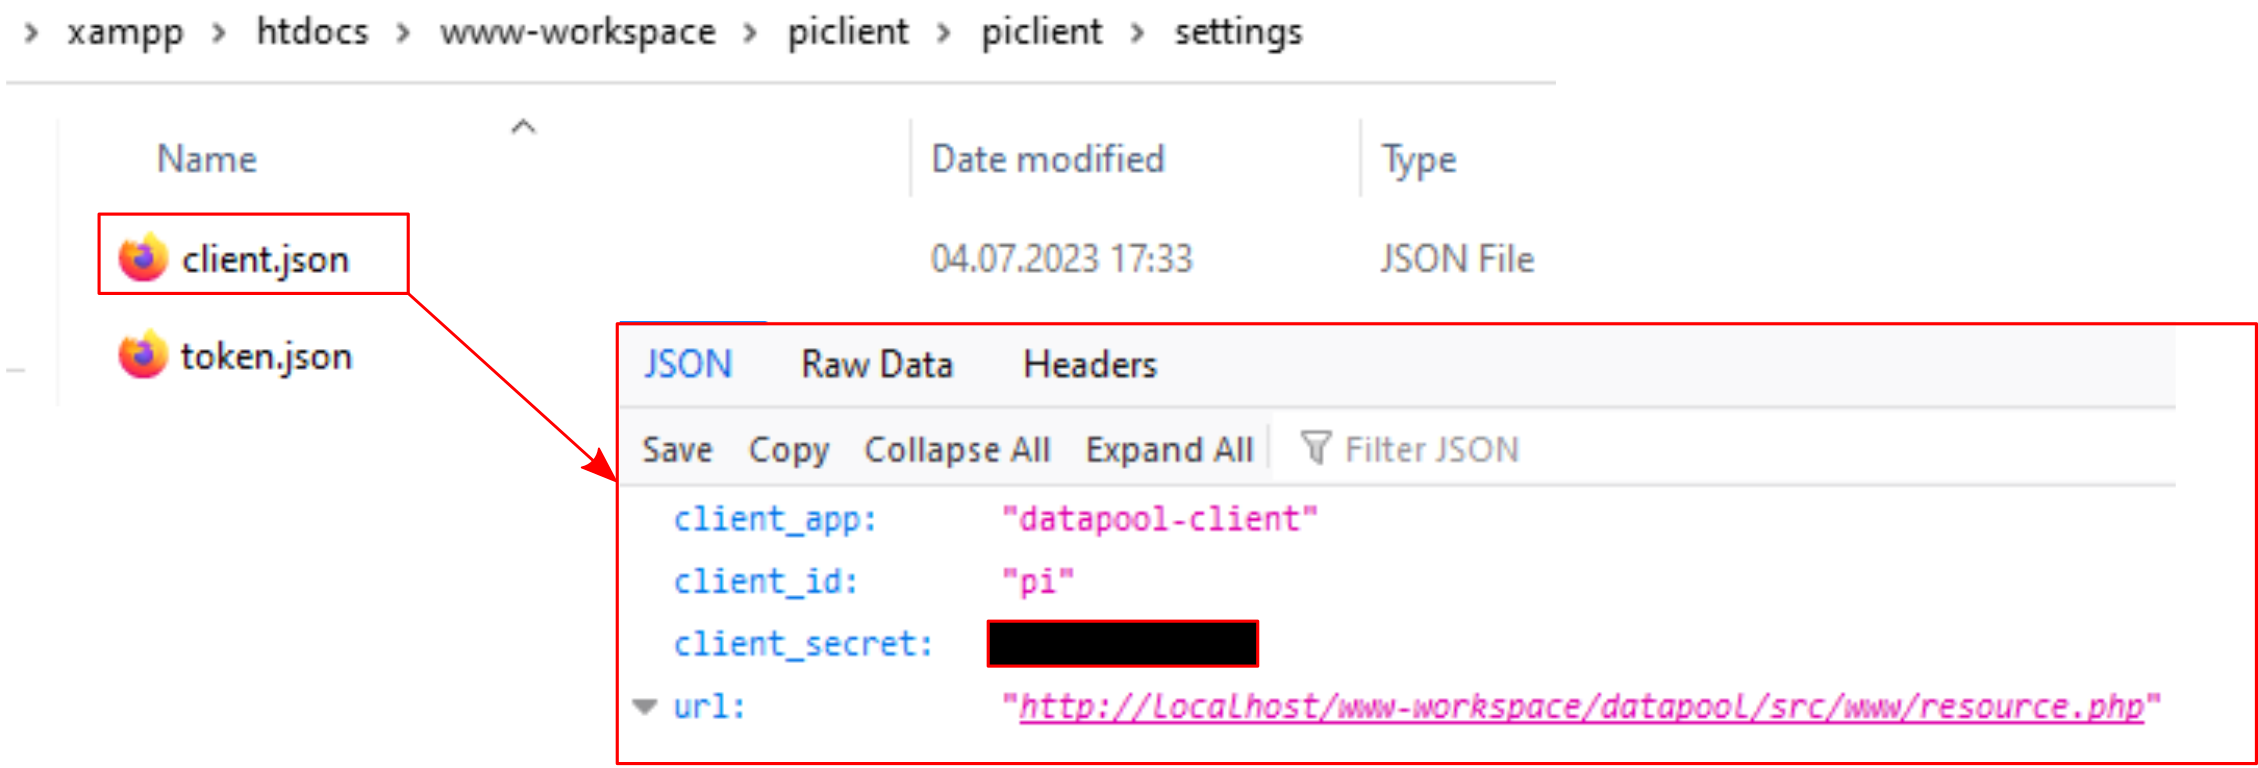 > xampp > htdocs > www-workspace > piclient > piclient > settings
Name Date modified Type
client.json 04.07.2023 17:33 JSON File
token.json
JSON Raw Data Headers
Save Copy Collapse All Expand All Filter JSON
client_app: "datapool-client"
client_id: "pi"
client_secret:
url: "http://localhost/www-workspace/datapool/src/www/resource.php"